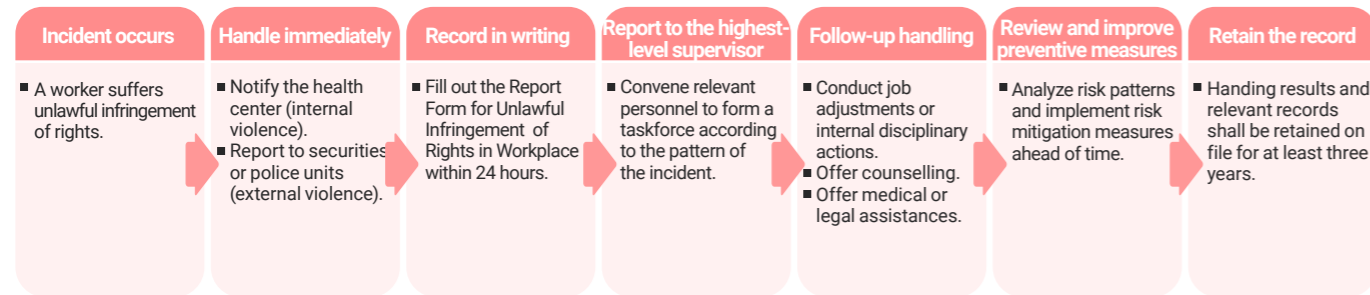 Incident occurs
■ A worker suffers
unlawful infringement
of rights.
Handle immediately
■ Notify the health
center (internal
violence).
■ Report to securities
or police units
(external violence).
Record in writing
■ Fill out the Report
Form for Unlawful
Infringement of
Rights in Workplace
within 24 hours.
Report to the highest-
level supervisor
■ Convene relevant
personnel to form a
taskforce according
to the pattern of
the incident.
Follow-up handling
■ Conduct job
adjustments or
internal disciplinary
actions.
■ Offer counselling.
■ Offer medical or
legal assistances.
Review and improve
preventive measures
■ Analyze risk patterns
and implement risk
mitigation measures
ahead of time.
Retain the record
■ Handing results and
relevant records
shall be retained on
file for at least three
years.